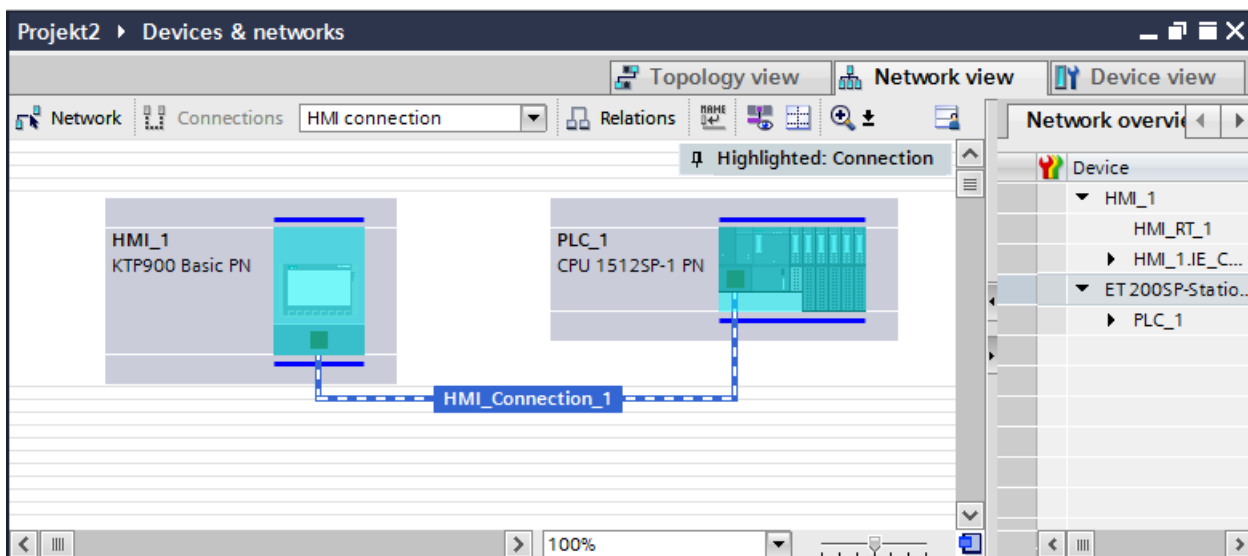 Projekt2 ▸ Devices & networks
Topology view Network view Device view
Network Connections HMI connection Relations
Network overvie
Highlighted: Connection
Device
HMI_1
KTP900 Basic PN
PLC_1
CPU 1512SP-1 PN
HMI_Connection_1
HMI_1
HMI_RT_1
HMI_1.IE_C...
ET 200SP-Statio...
PLC_1
100%